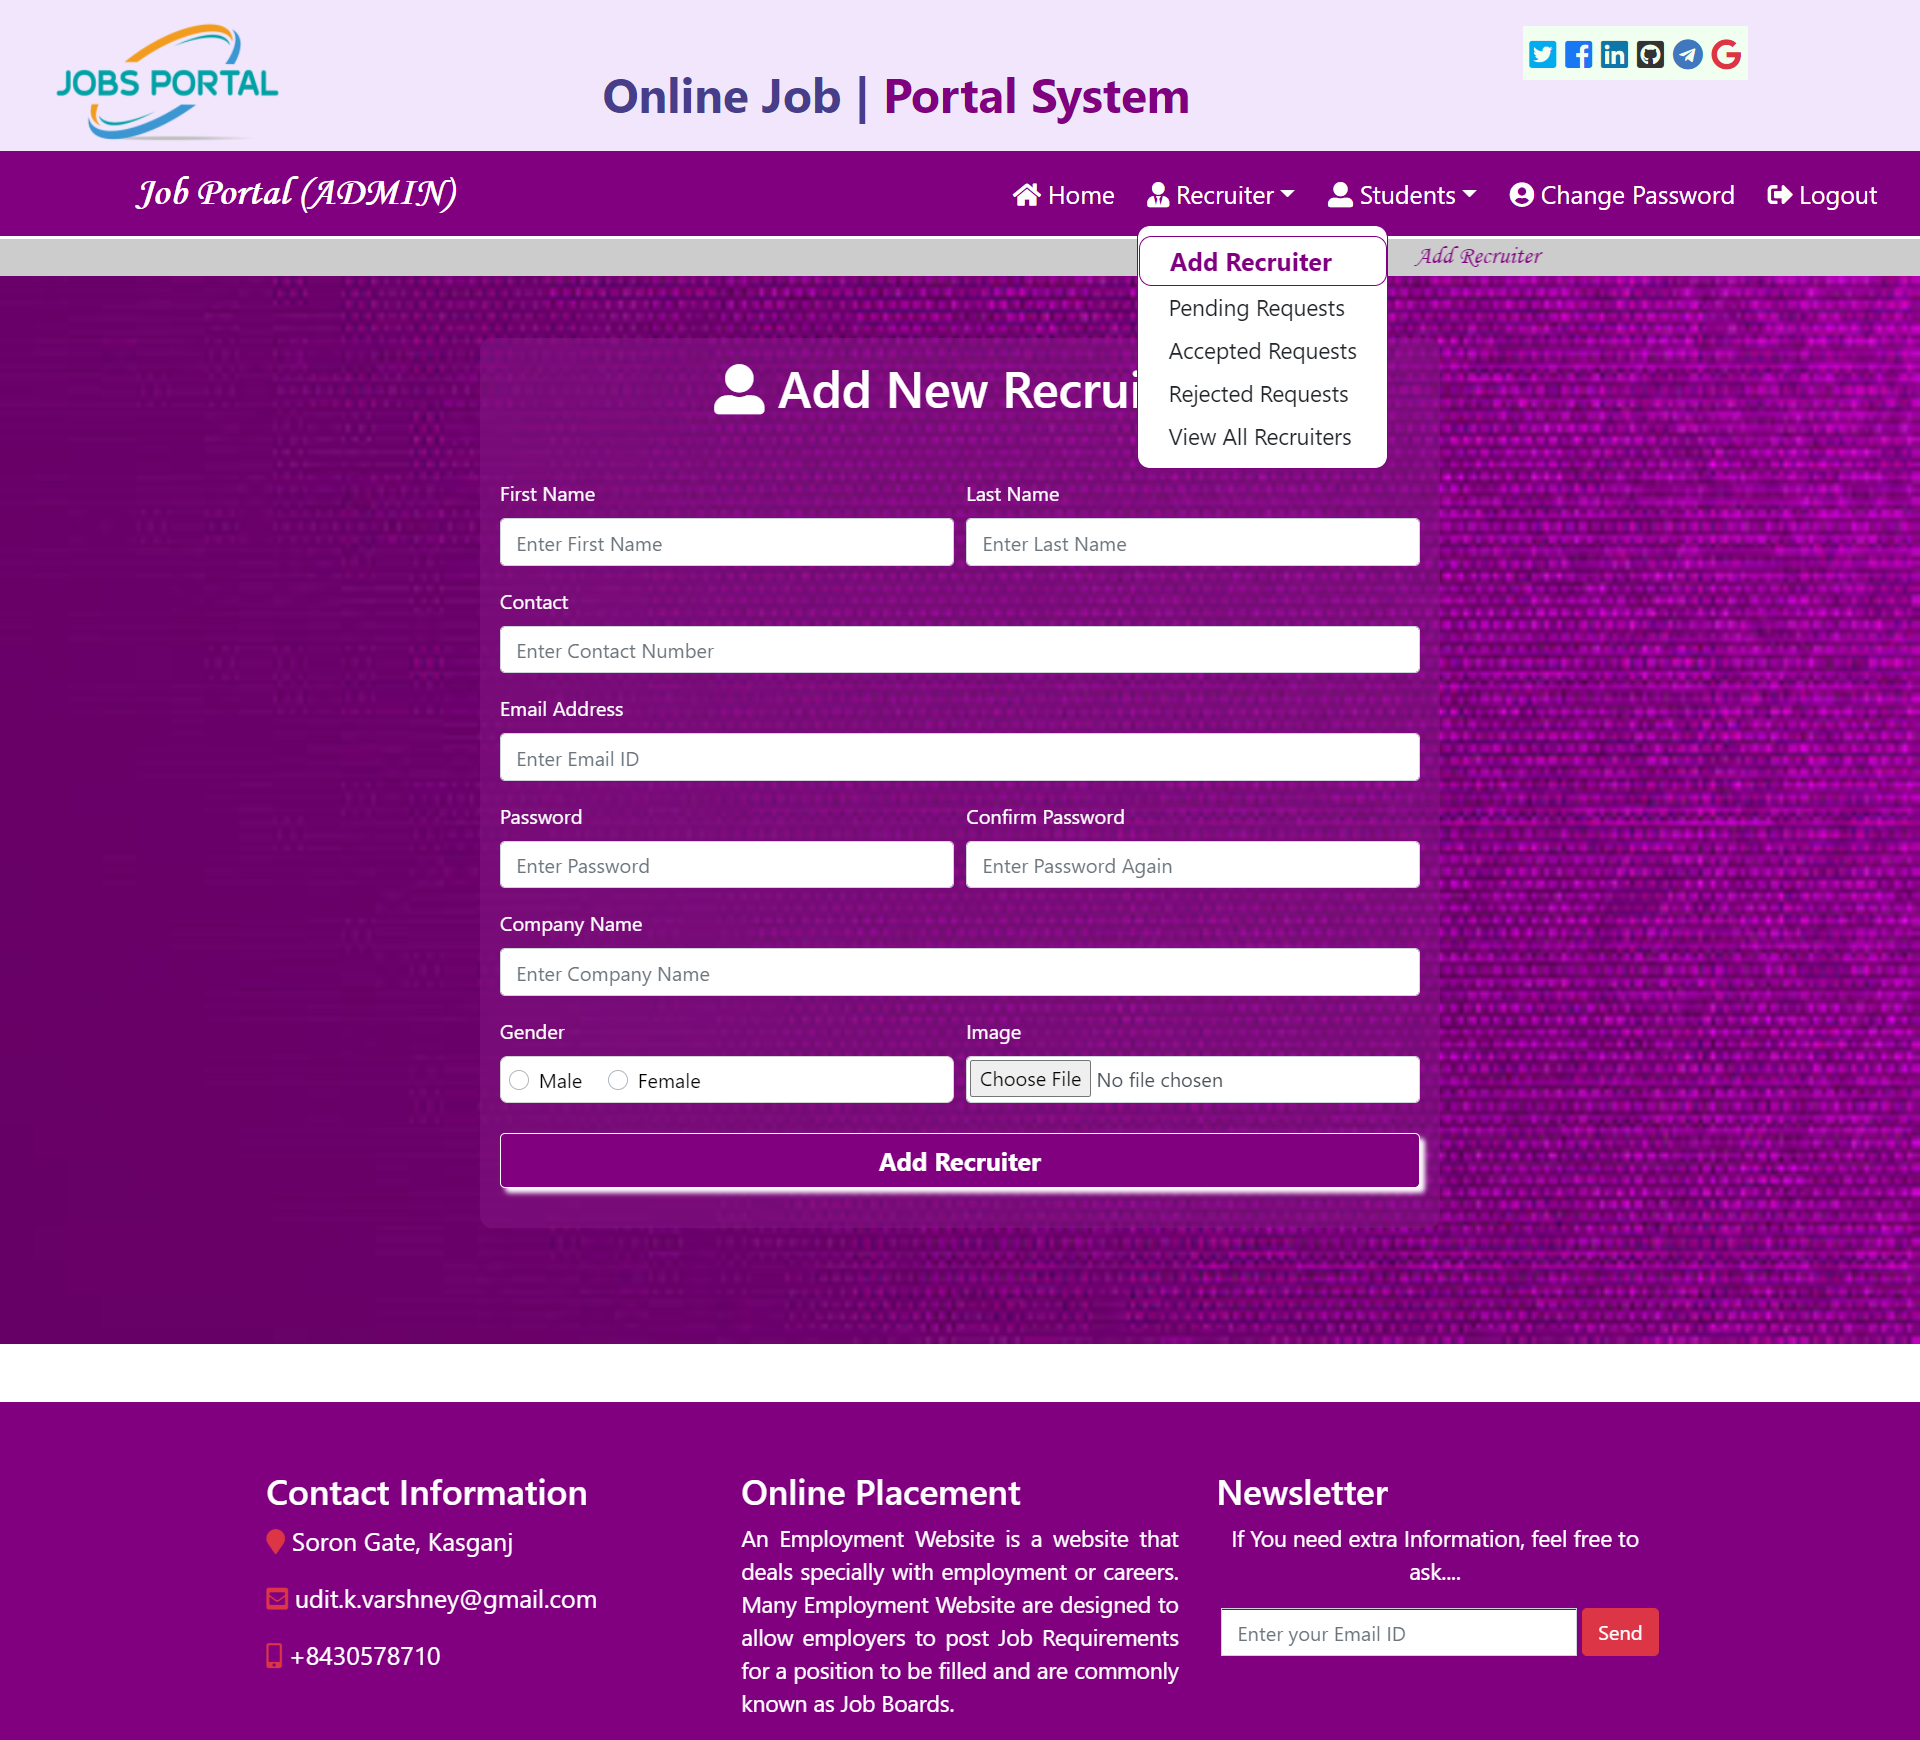 JOBS PORTAL
Online Job | Portal System
Job Portal (ADMIN)
Home
Recruiter
Students
Change Password
Logout
Add Recruiter
Add Recruiter
Pending Requests
Accepted Requests
Rejected Requests
View All Recruiters
Add New Recrui
First Name
Last Name
Enter First Name
Enter Last Name
Contact
Enter Contact Number
Email Address
Enter Email ID
Password
Confirm Password
Enter Password
Enter Password Again
Company Name
Enter Company Name
Gender
Image
Male
Female
Choose File
No file chosen
Add Recruiter
Contact Information
Soron Gate, Kasganj
udit.k.varshney@gmail.com
+8430578710
Online Placement
An Employment Website is a website that
deals specially with employment or careers.
Many Employment Website are designed to
allow employers to post Job Requirements
for a position to be filled and are commonly
known as Job Boards.
Newsletter
If You need extra Information, feel free to
ask....
Enter your Email ID
Send